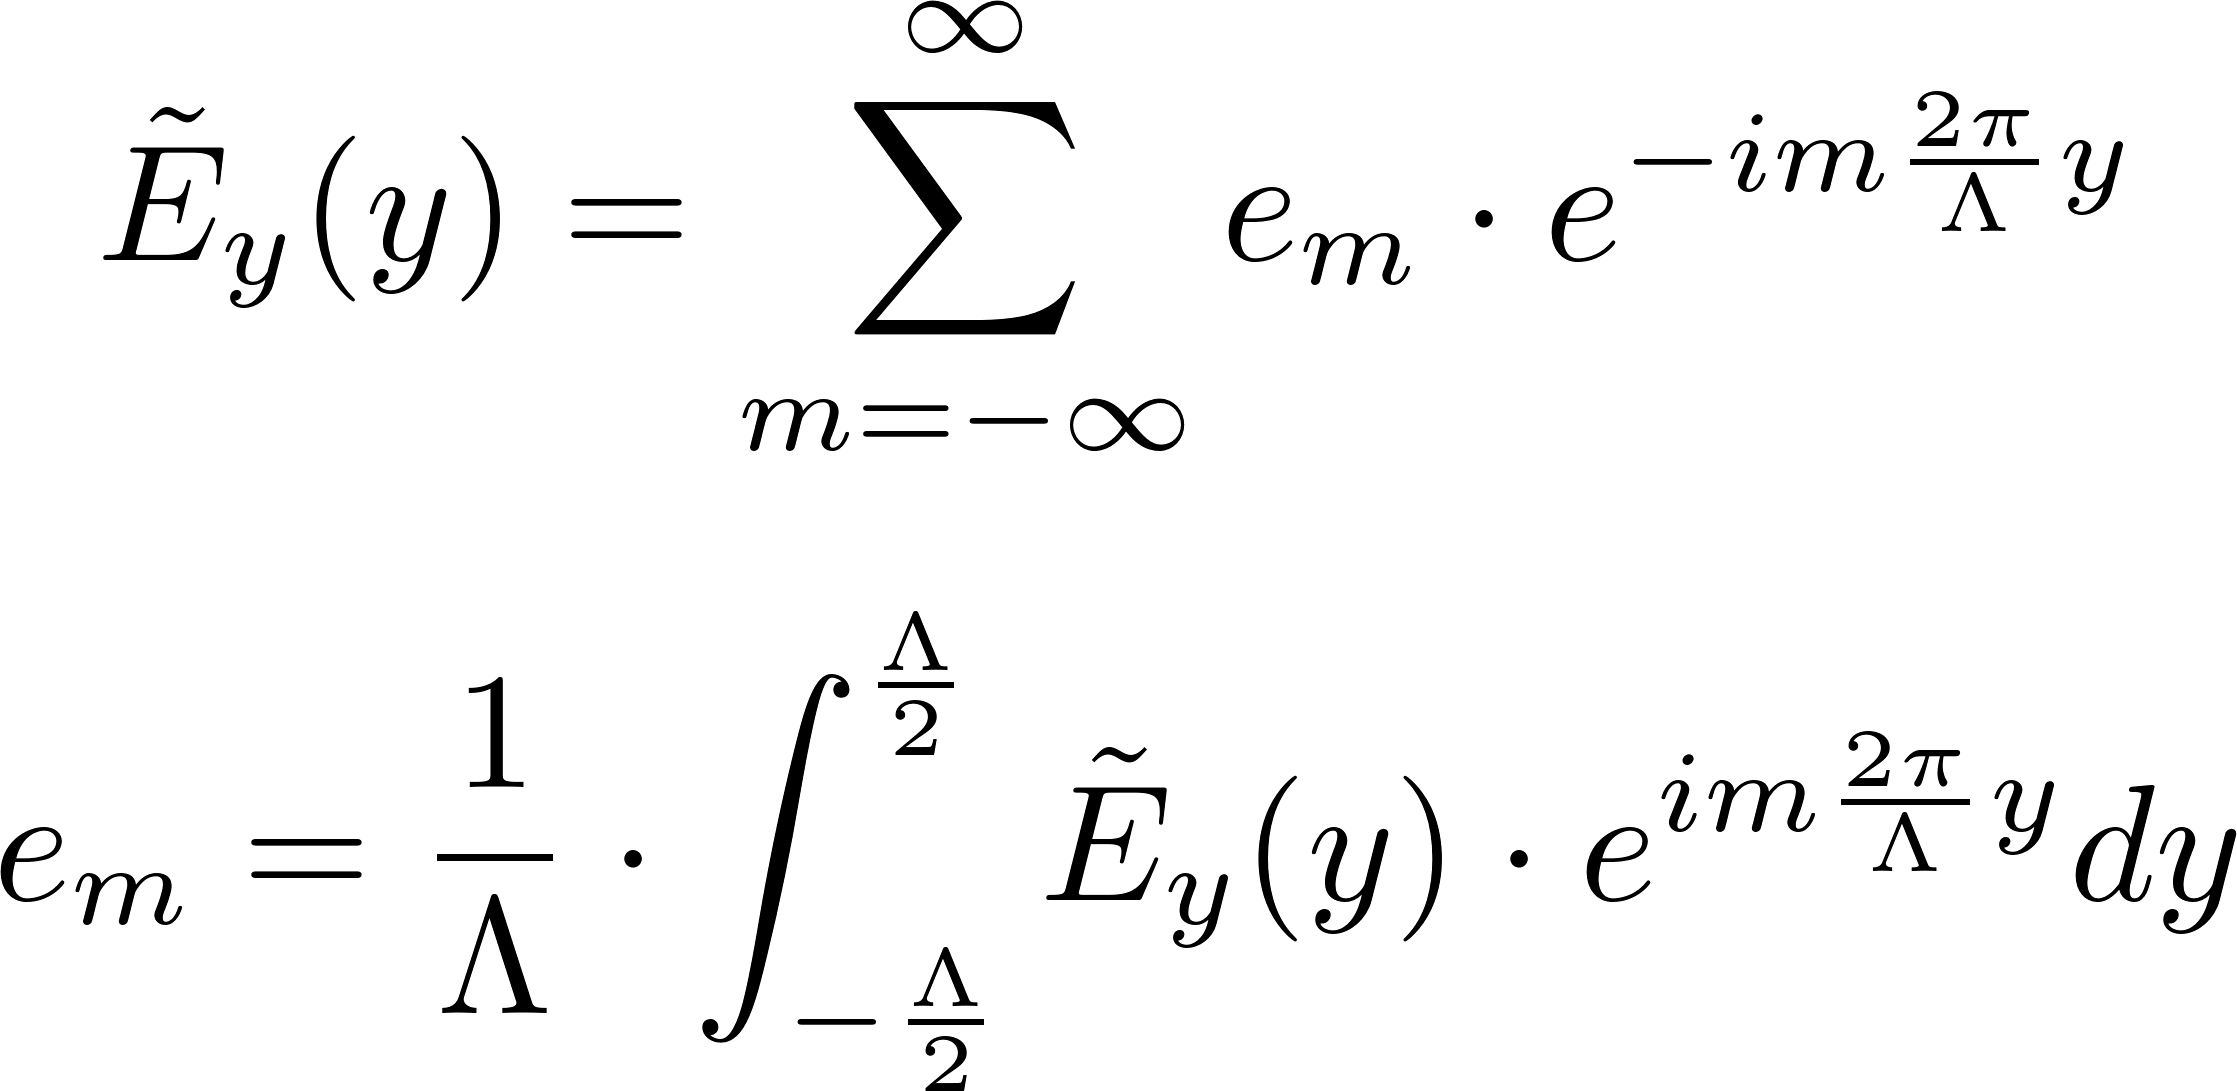 $\tilde{E}_y(y) = \sum_{m=-\infty}^{\infty} e_m \cdot e^{-im\frac{2\pi}{\Lambda}y}$
$e_m = \frac{1}{\Lambda} \cdot \int_{-\frac{\Lambda}{2}}^{\frac{\Lambda}{2}} \tilde{E}_y(y) \cdot e^{im\frac{2\pi}{\Lambda}y} dy$